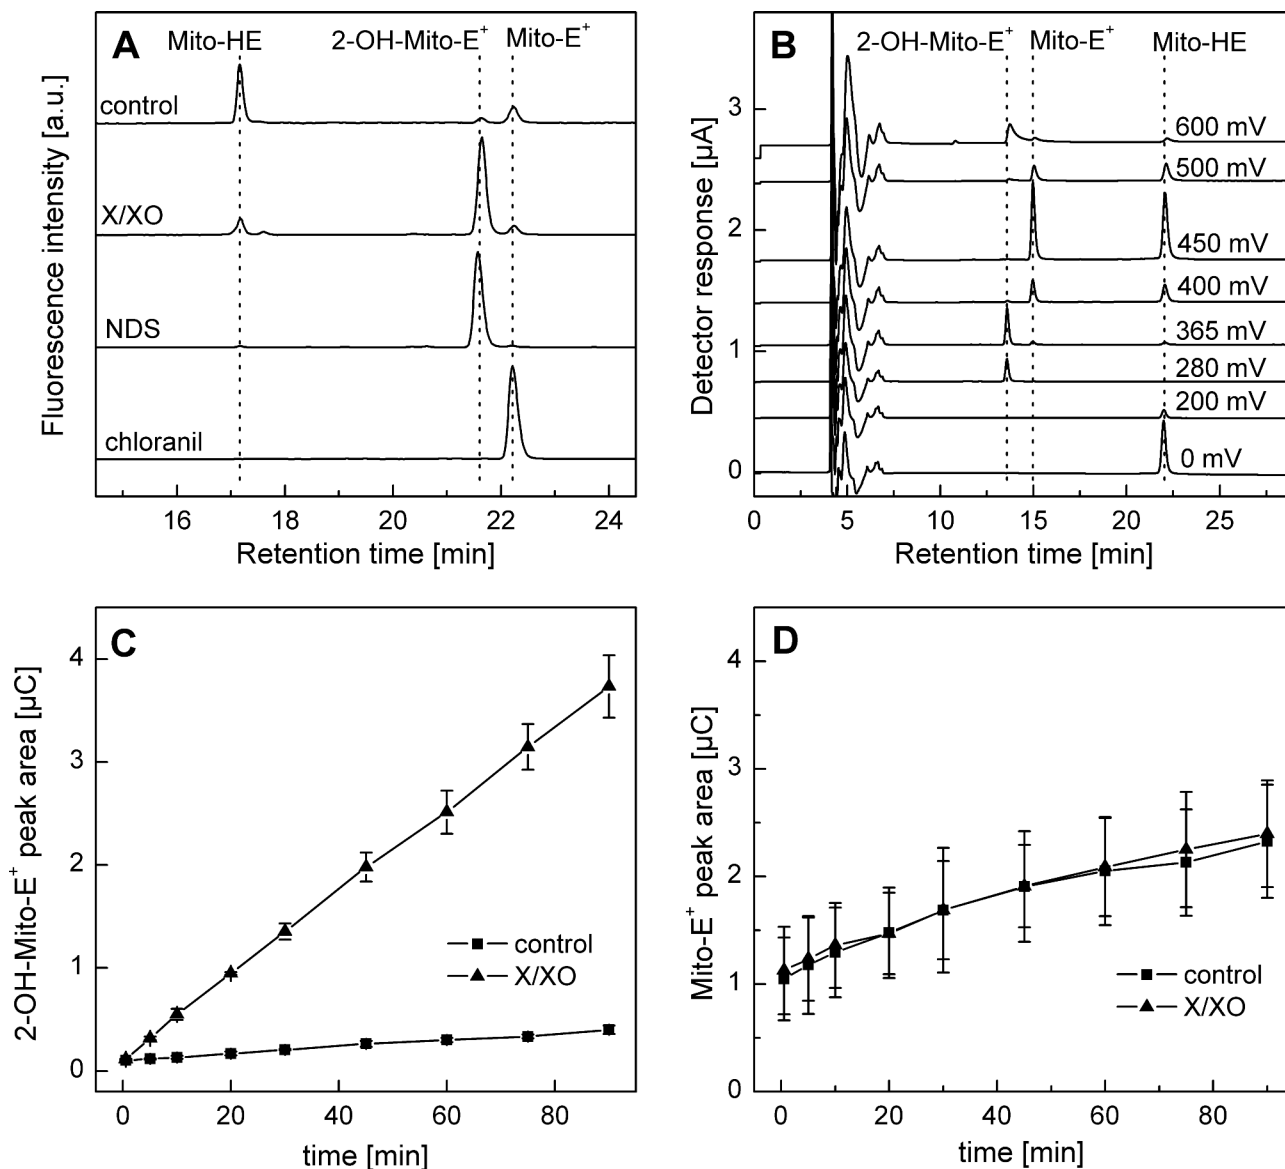 A
Mito-HE
2-OH-Mito-E⁺
Mito-E⁺
control
X/XO
NDS
chloranil
Fluorescence intensity [a.u.]
16 18 20 22 24
Retention time [min]
B
2-OH-Mito-E⁺
Mito-E⁺
Mito-HE
600 mV
500 mV
450 mV
400 mV
365 mV
280 mV
200 mV
0 mV
3
2
1
0
Detector response [µA]
0 5 10 15 20 25
Retention time [min]
C
4
3
2
1
0
2-OH-Mito-E⁺ peak area [µC]
control
X/XO
0 20 40 60 80
time [min]
D
4
3
2
1
0
Mito-E⁺ peak area [µC]
control
X/XO
0 20 40 60 80
time [min]